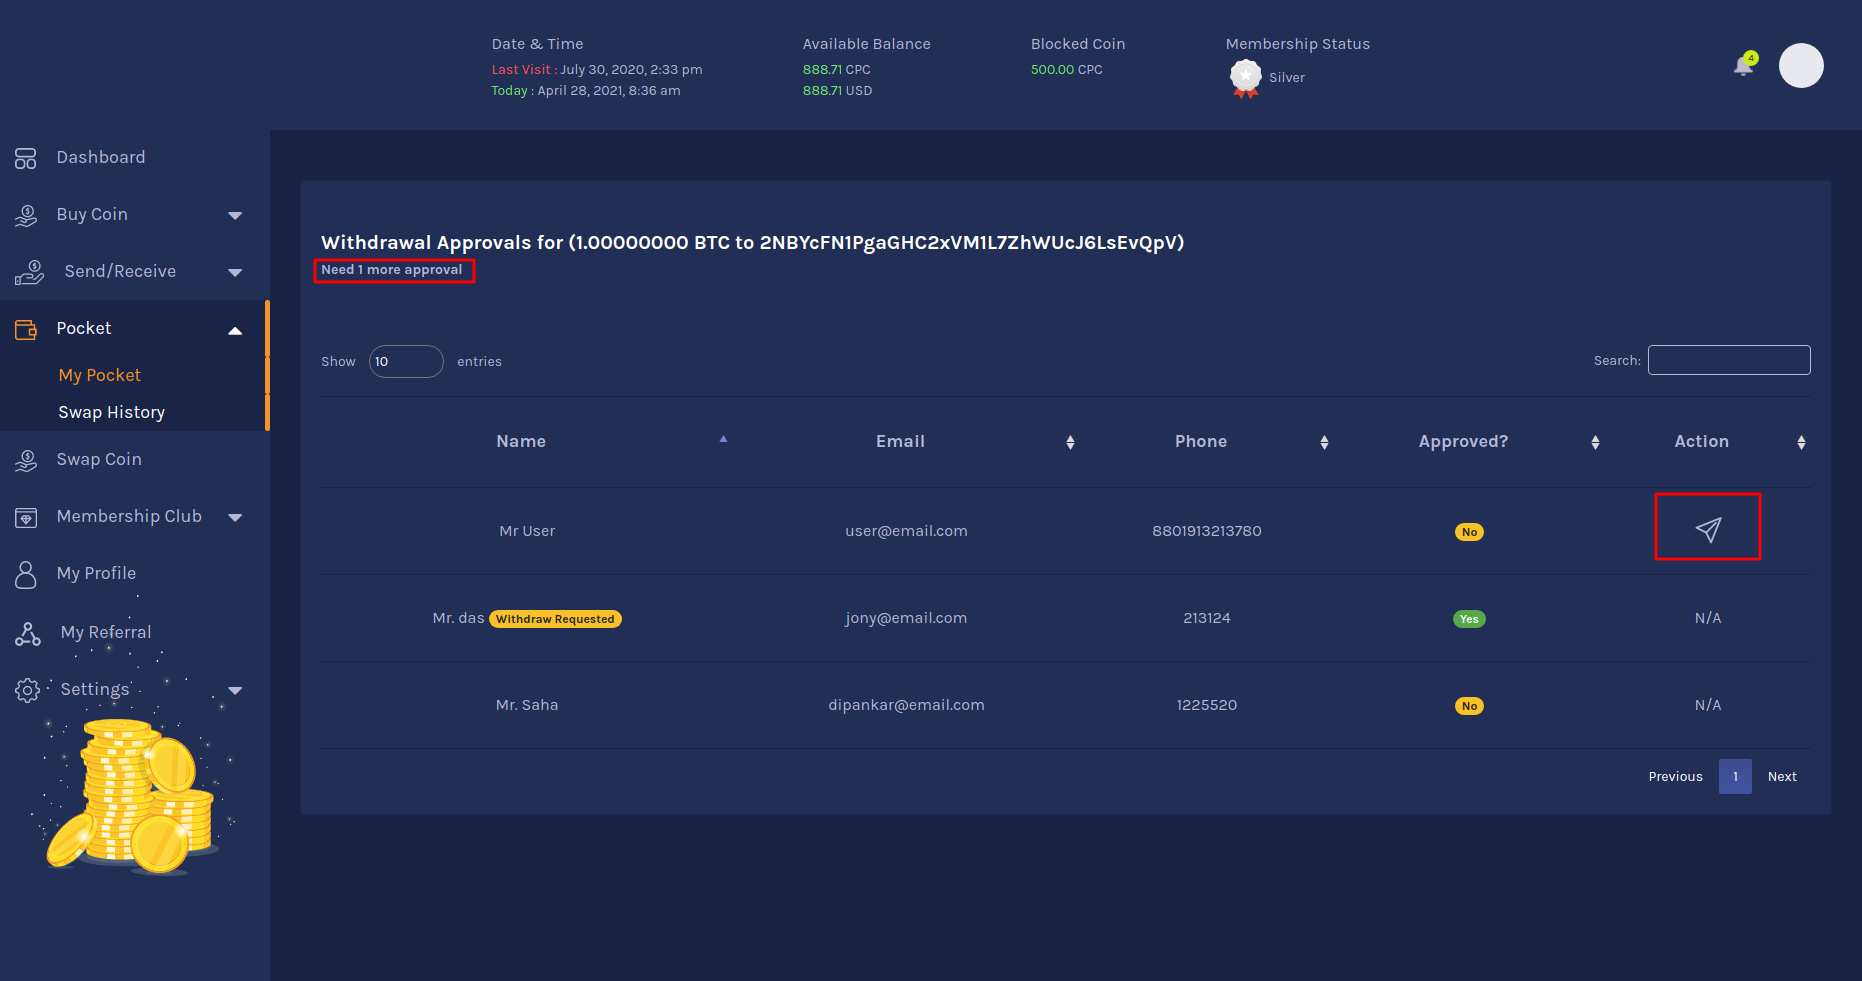 Date & Time
Last Visit : July 30, 2020, 2:33 pm
Today : April 28, 2021, 8:36 am
Available Balance
888.71 CPC
888.71 USD
Blocked Coin
500.00 CPC
Membership Status
Silver
4
Dashboard
Buy Coin
Send/Receive
Pocket
My Pocket
Swap History
Swap Coin
Membership Club
My Profile
My Referral
Settings
Withdrawal Approvals for (1.00000000 BTC to 2NBYcFN1PgaGHC2xVM1L7ZhWUcJ6LsEvQpV)
Need 1 more approval
Show 10 entries
Search:
Name Email Phone Approved? Action
Mr User user@email.com 8801913213780 No
Mr. das Withdraw Requested jony@email.com 213124 Yes N/A
Mr. Saha dipankar@email.com 1225520 No N/A
Previous 1 Next